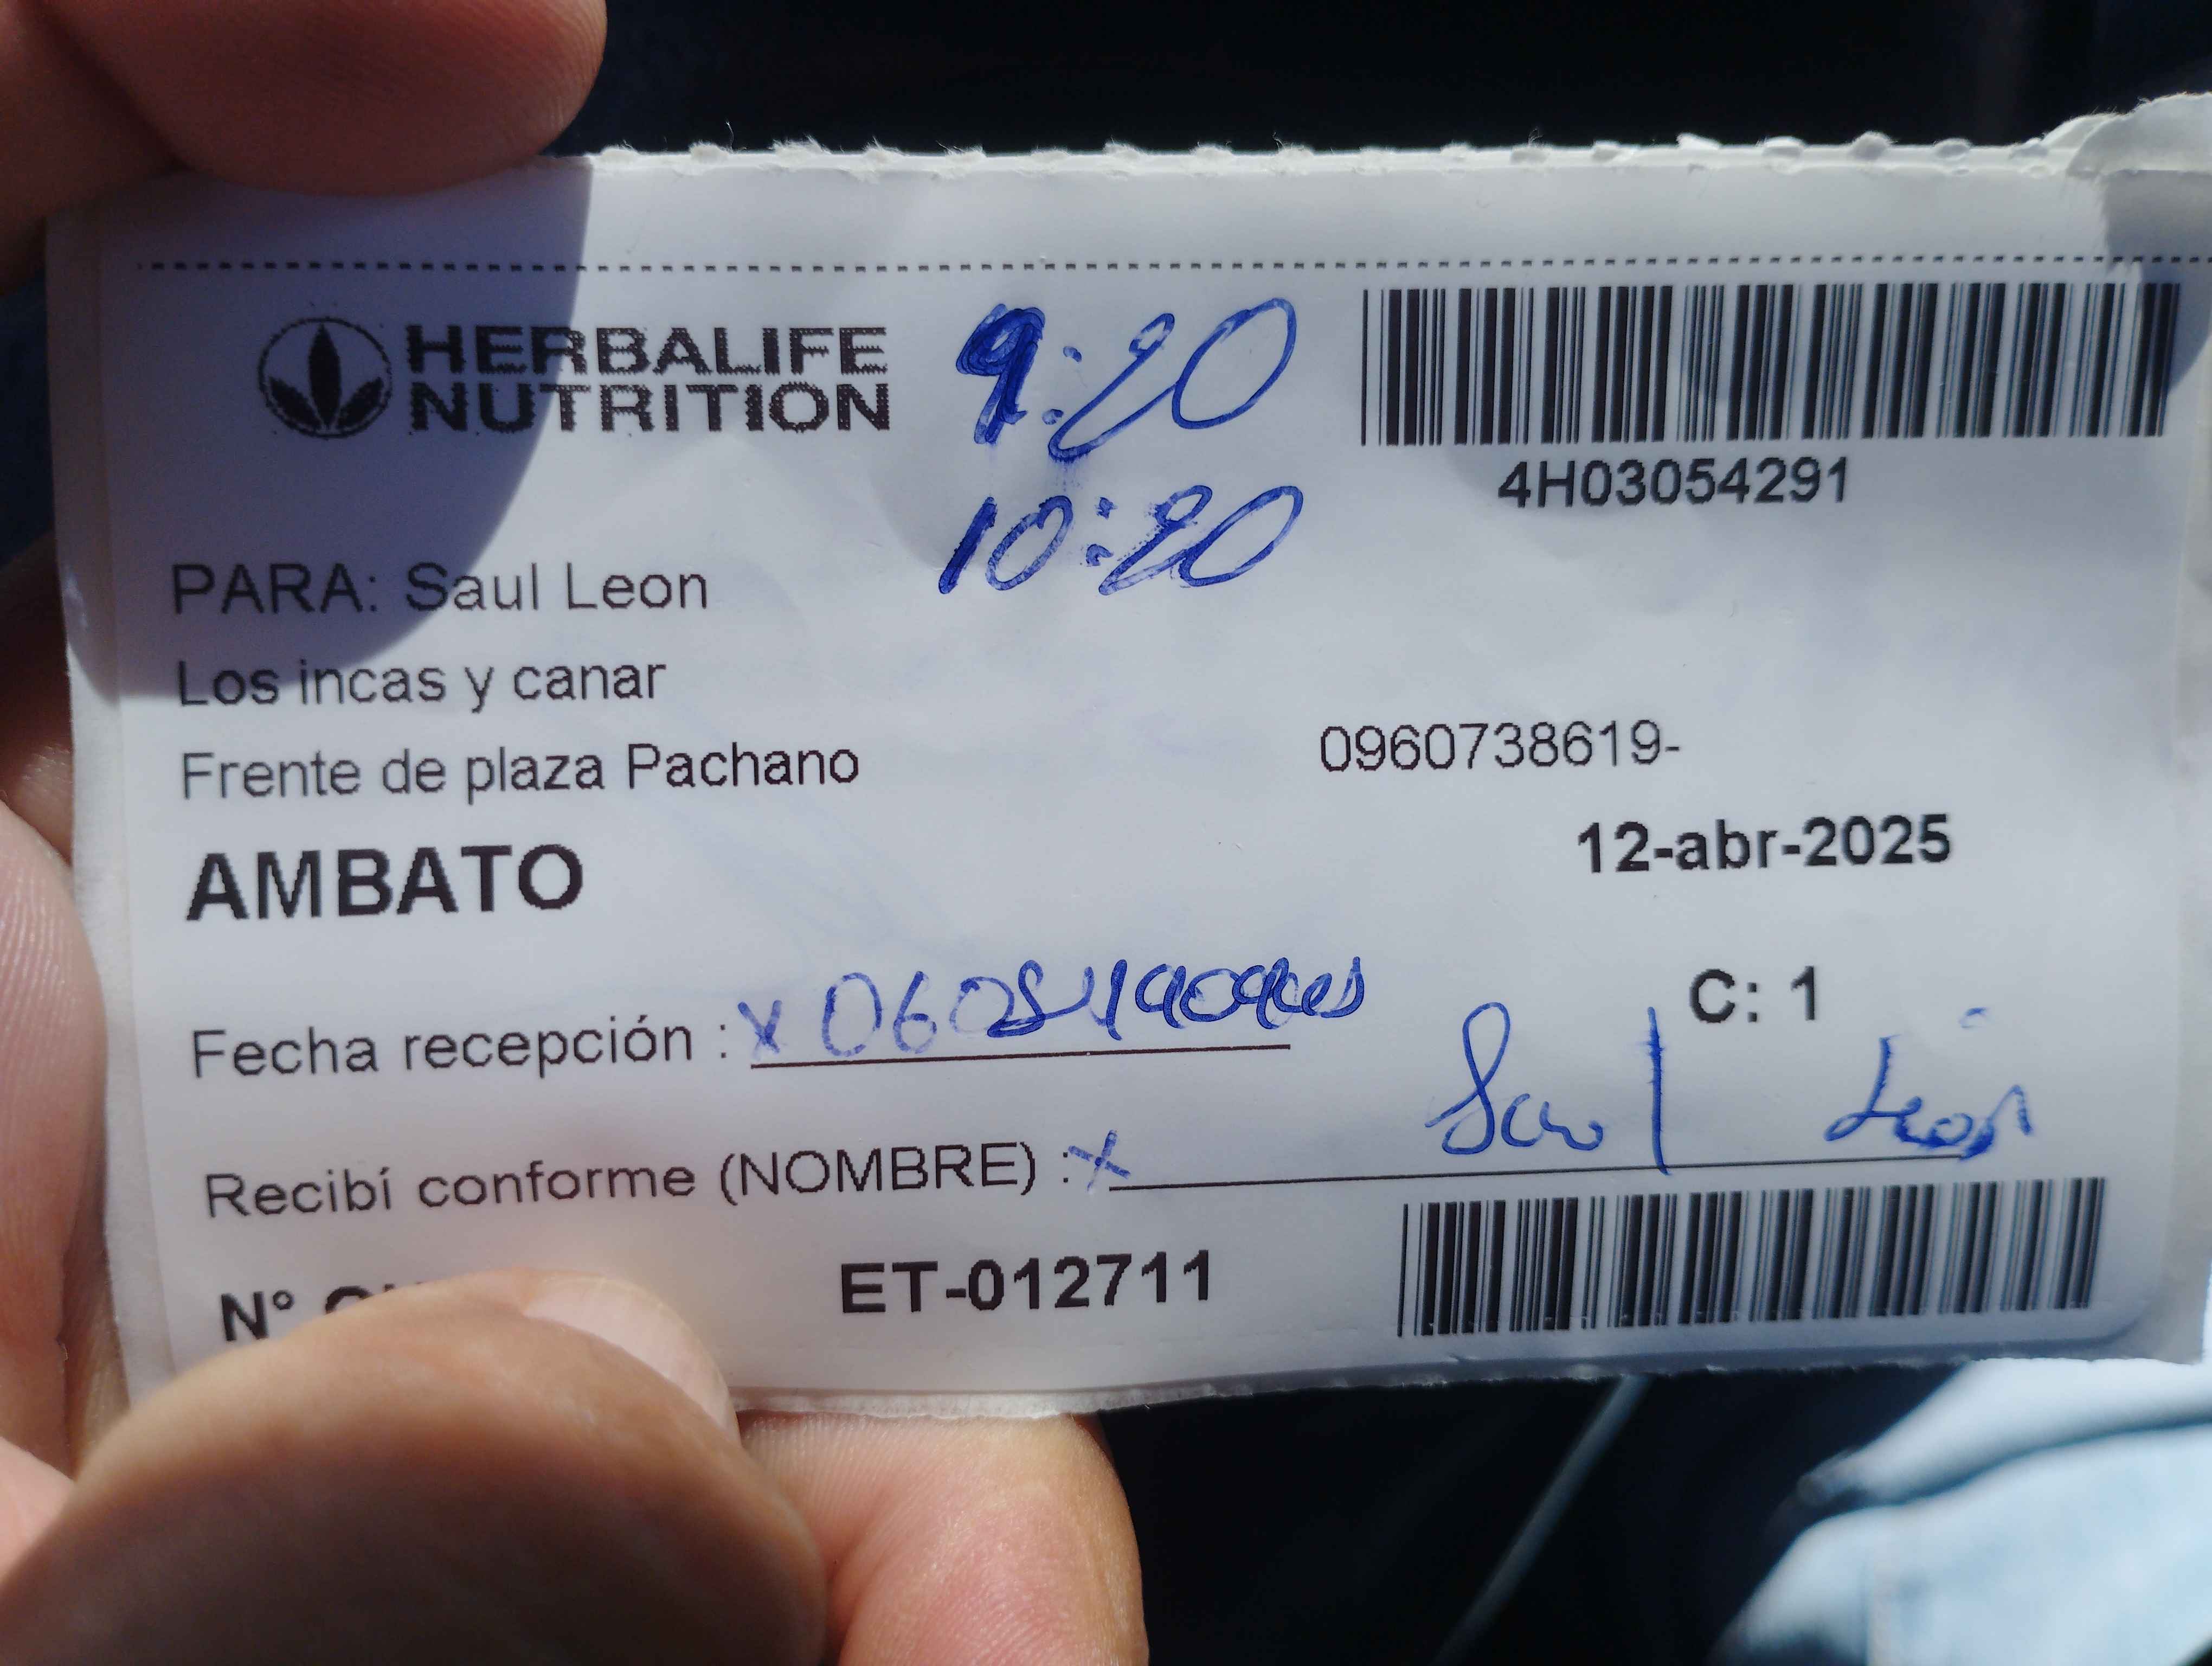 HERBALIFE
NUTRITION
9:20
10:20
4H03054291
PARA: Saul Leon
Los incas y canar
Frente de plaza Pachano
0960738619-
AMBATO
12-abr-2025
C: 1
Fecha recepción : x
Recibí conforme (NOMBRE) : x Saul León
N°
ET-012711